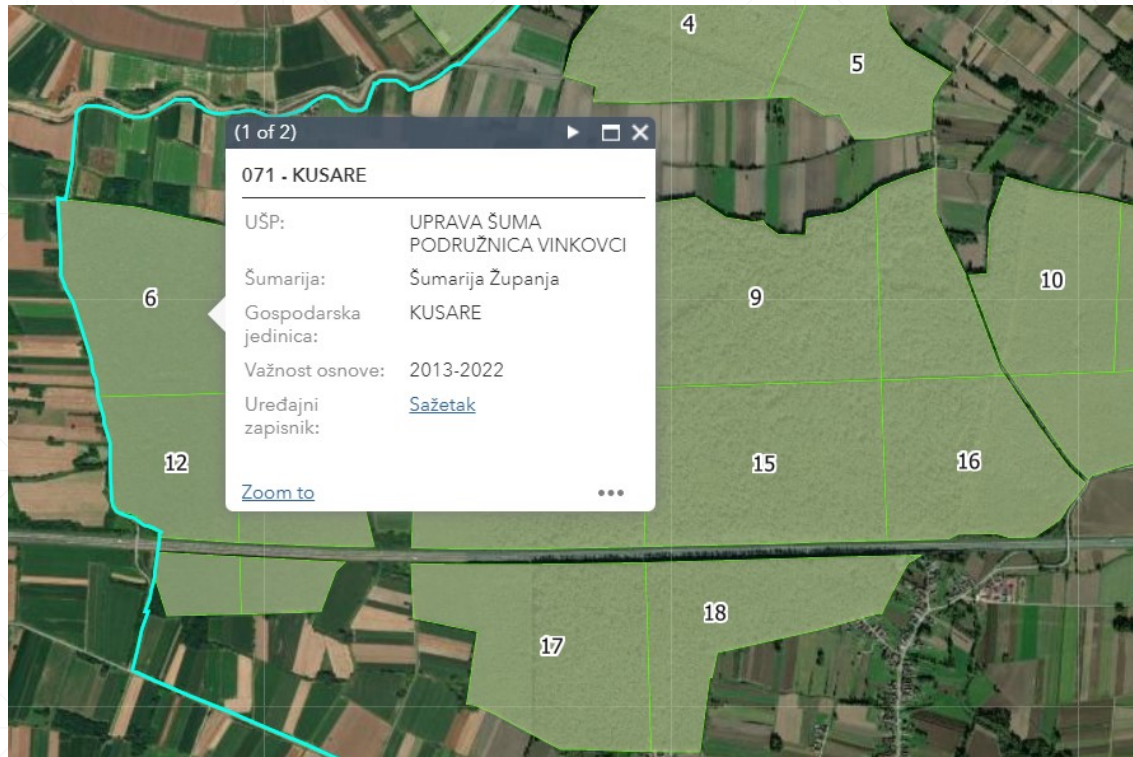 4
5
(1 of 2)
071 - KUSARE
UŠP: UPRAVA ŠUMA
PODRUŽNICA VINKOVCI
Šumarija: Šumarija Županja
Gospodarska KUSARE
jedinica:
Važnost osnove: 2013-2022
Uređajni Sažetak
zapisnik:
Zoom to
6
9
10
12
15
16
17
18